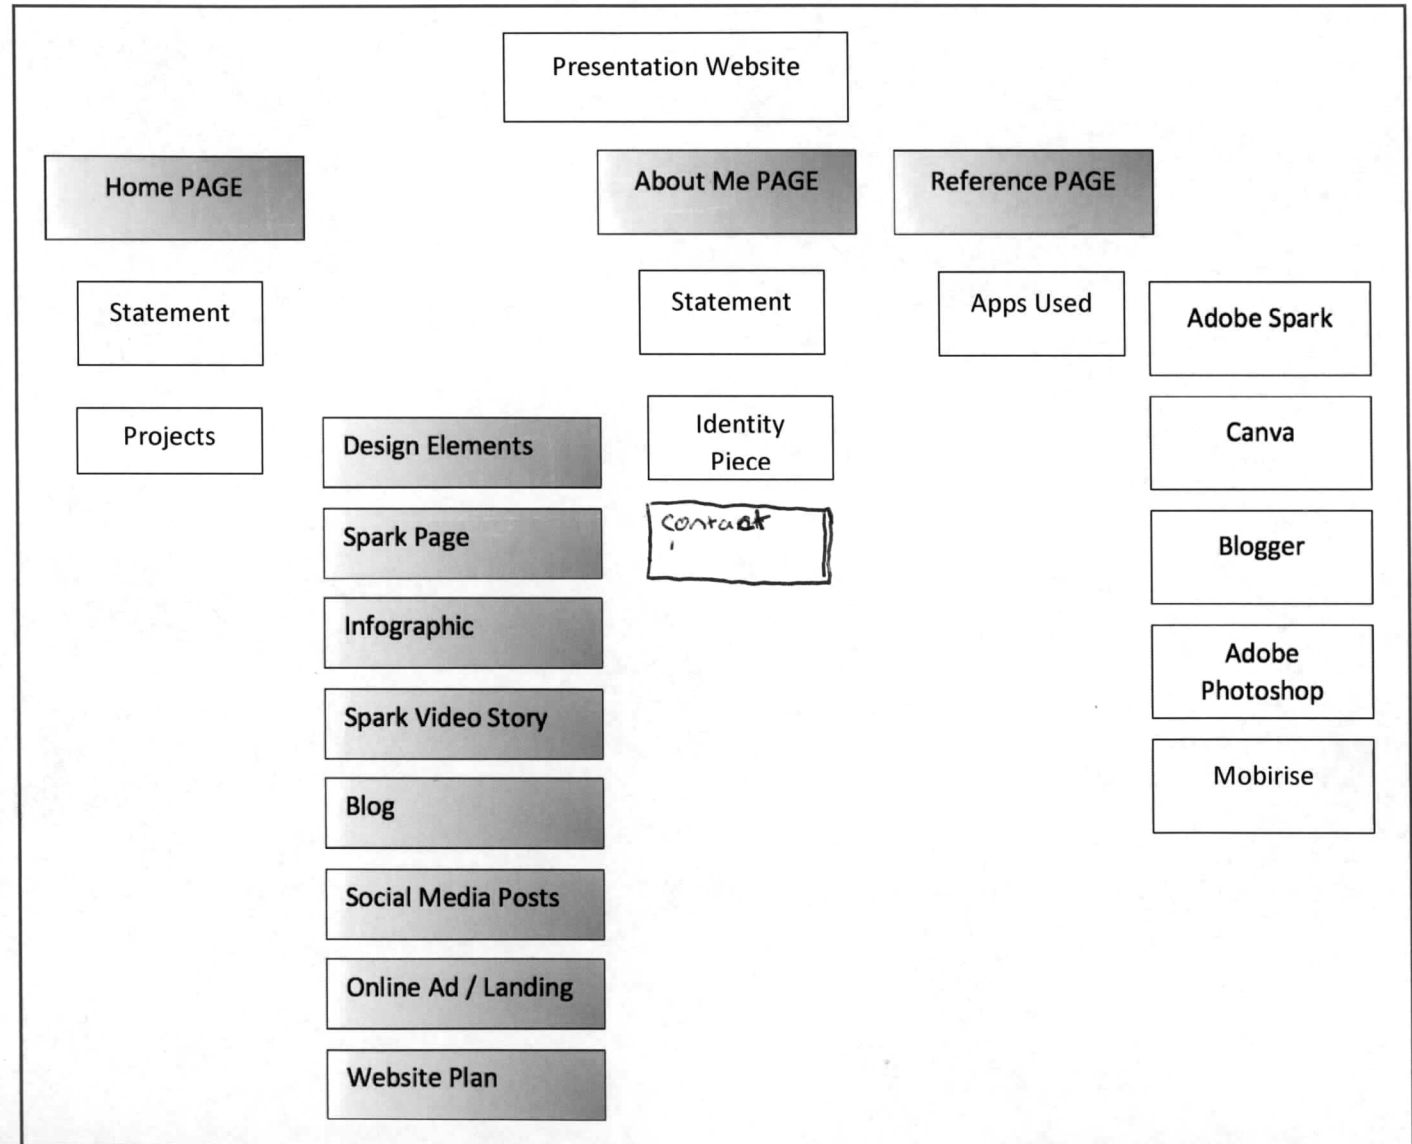 Presentation Website
Home PAGE
About Me PAGE
Reference PAGE
Statement
Projects
Design Elements
Spark Page
Infographic
Spark Video Story
Blog
Social Media Posts
Online Ad / Landing
Website Plan
Statement
Identity
Piece
contact
Apps Used
Adobe Spark
Canva
Blogger
Adobe
Photoshop
Mobirise